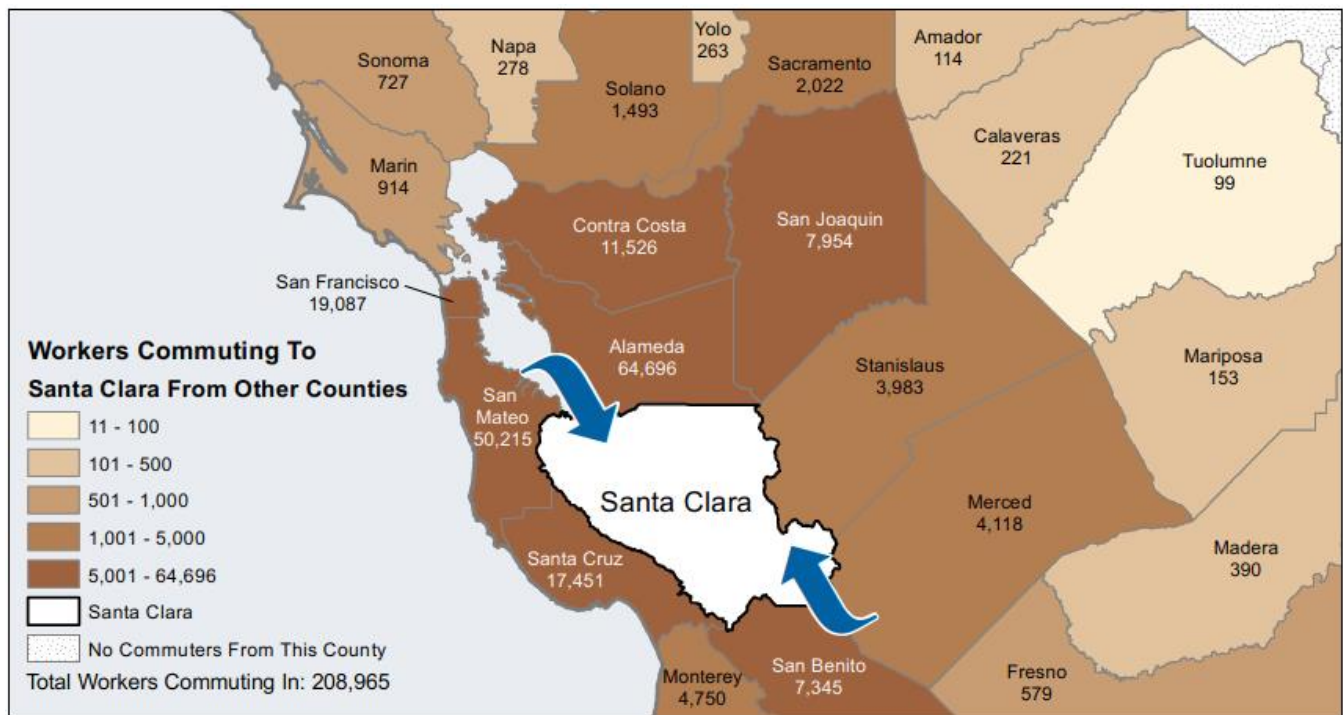 Sonoma
727
Napa
278
Yolo
263
Solano
1,493
Sacramento
2,022
Amador
114
Calaveras
221
Tuolumne
99
Marin
914
Contra Costa
11,526
San Joaquin
7,954
San Francisco
19,087
Alameda
64,696
Stanislaus
3,983
Mariposa
153
San
Mateo
50,215
Santa Clara
Merced
4,118
Madera
390
Santa Cruz
17,451
Monterey
4,750
San Benito
7,345
Fresno
579
Workers Commuting To
Santa Clara From Other Counties
11 - 100
101 - 500
501 - 1,000
1,001 - 5,000
5,001 - 64,696
Santa Clara
No Commuters From This County
Total Workers Commuting In: 208,965